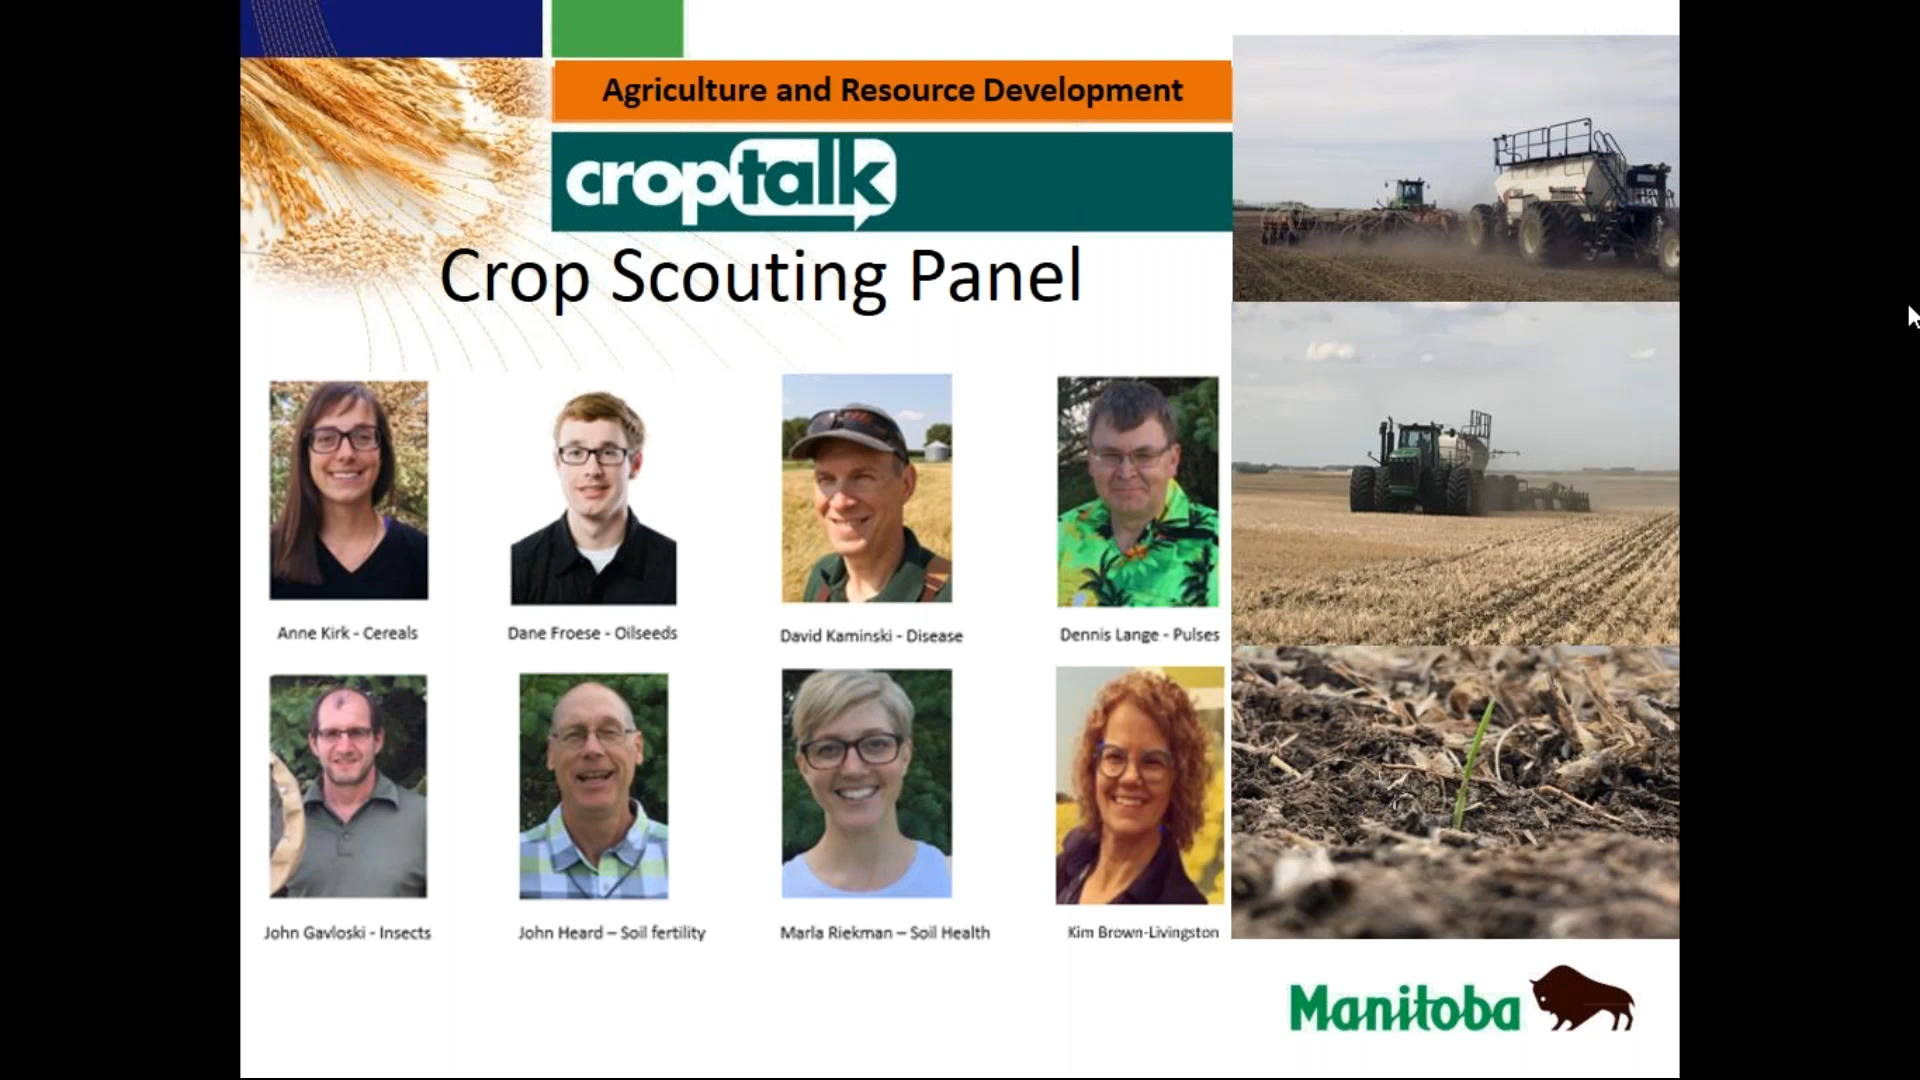 Agriculture and Resource Development
croptalk
Crop Scouting Panel
Anne Kirk - Cereals
Dane Froese - Oilseeds
David Kaminski - Disease
Dennis Lange - Pulses
John Gavloski - Insects
John Heard – Soil fertility
Marla Riekman – Soil Health
Kim Brown-Livingston
Manitoba